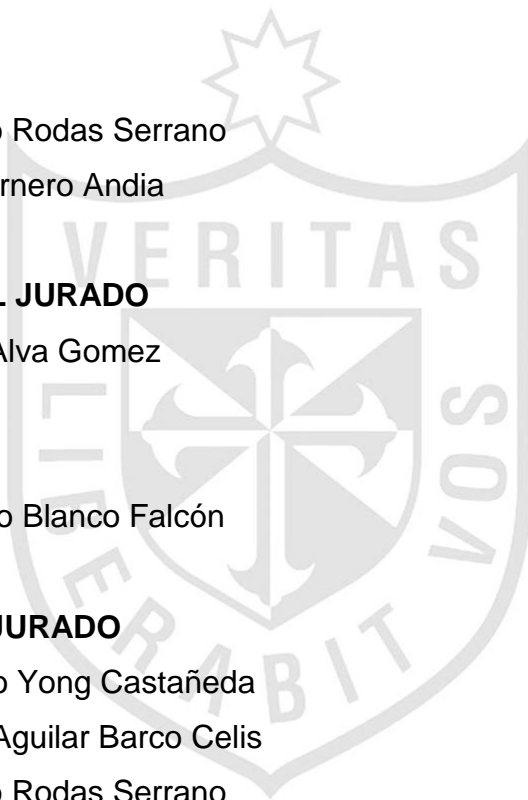 Rodas Serrano
Andia
JURADO
Alva Gomez
Blanco Falcón
JURADO
Yong Castañeda
Aguilar Barco Celis
Rodas Serrano
VERITAS
LIBERABIT
VOS